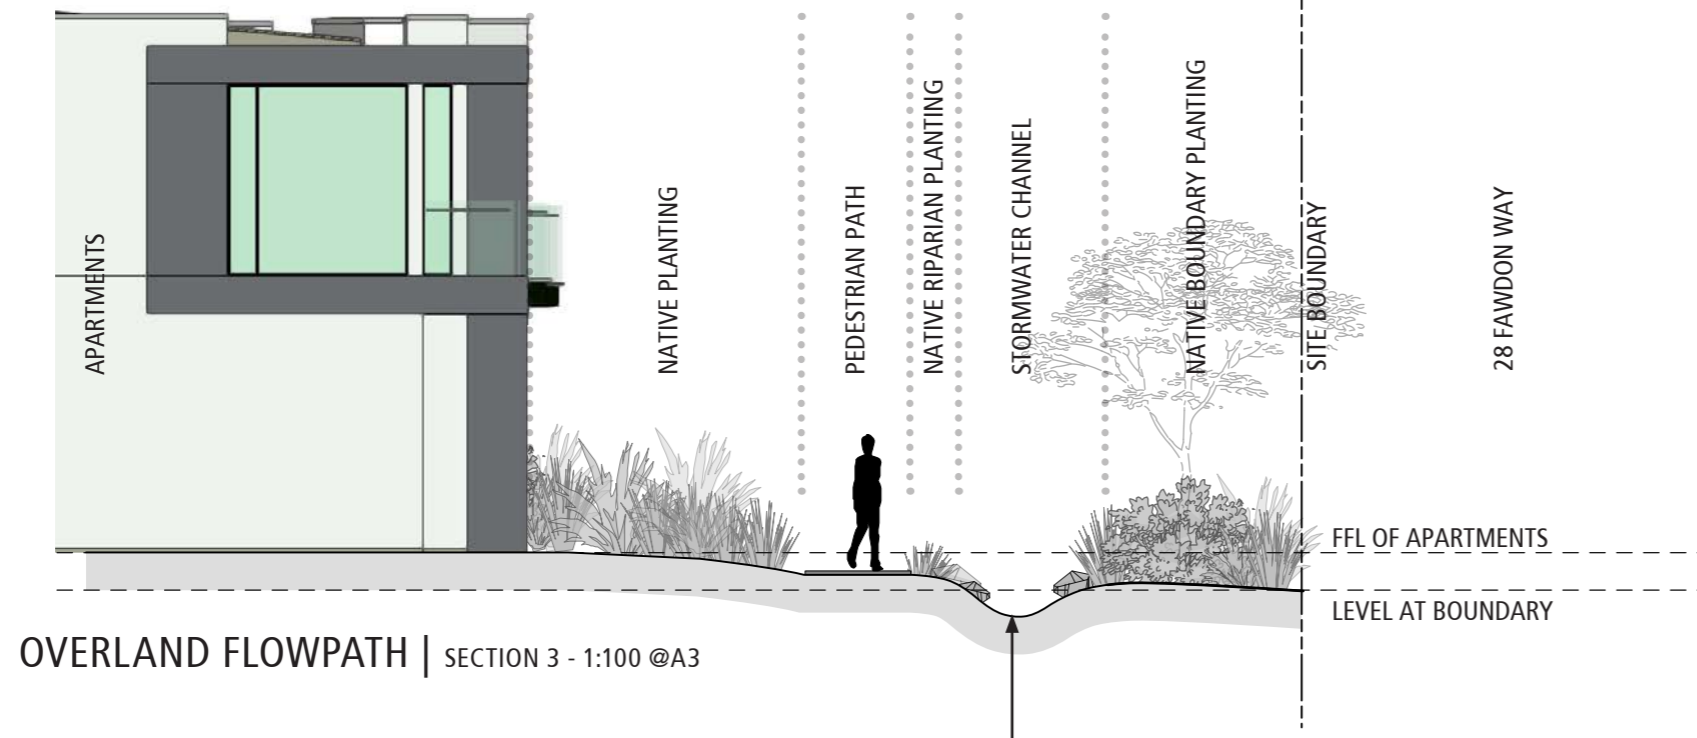 APARTMENTS
NATIVE PLANTING
PEDESTRIAN PATH
NATIVE RIPARIAN PLANTING
STORMWATER CHANNEL
NATIVE BOUNDARY PLANTING
SITE BOUNDARY
28 FAWDON WAY
FFL OF APARTMENTS
LEVEL AT BOUNDARY
OVERLAND FLOWPATH | SECTION 3 - 1:100 @A3